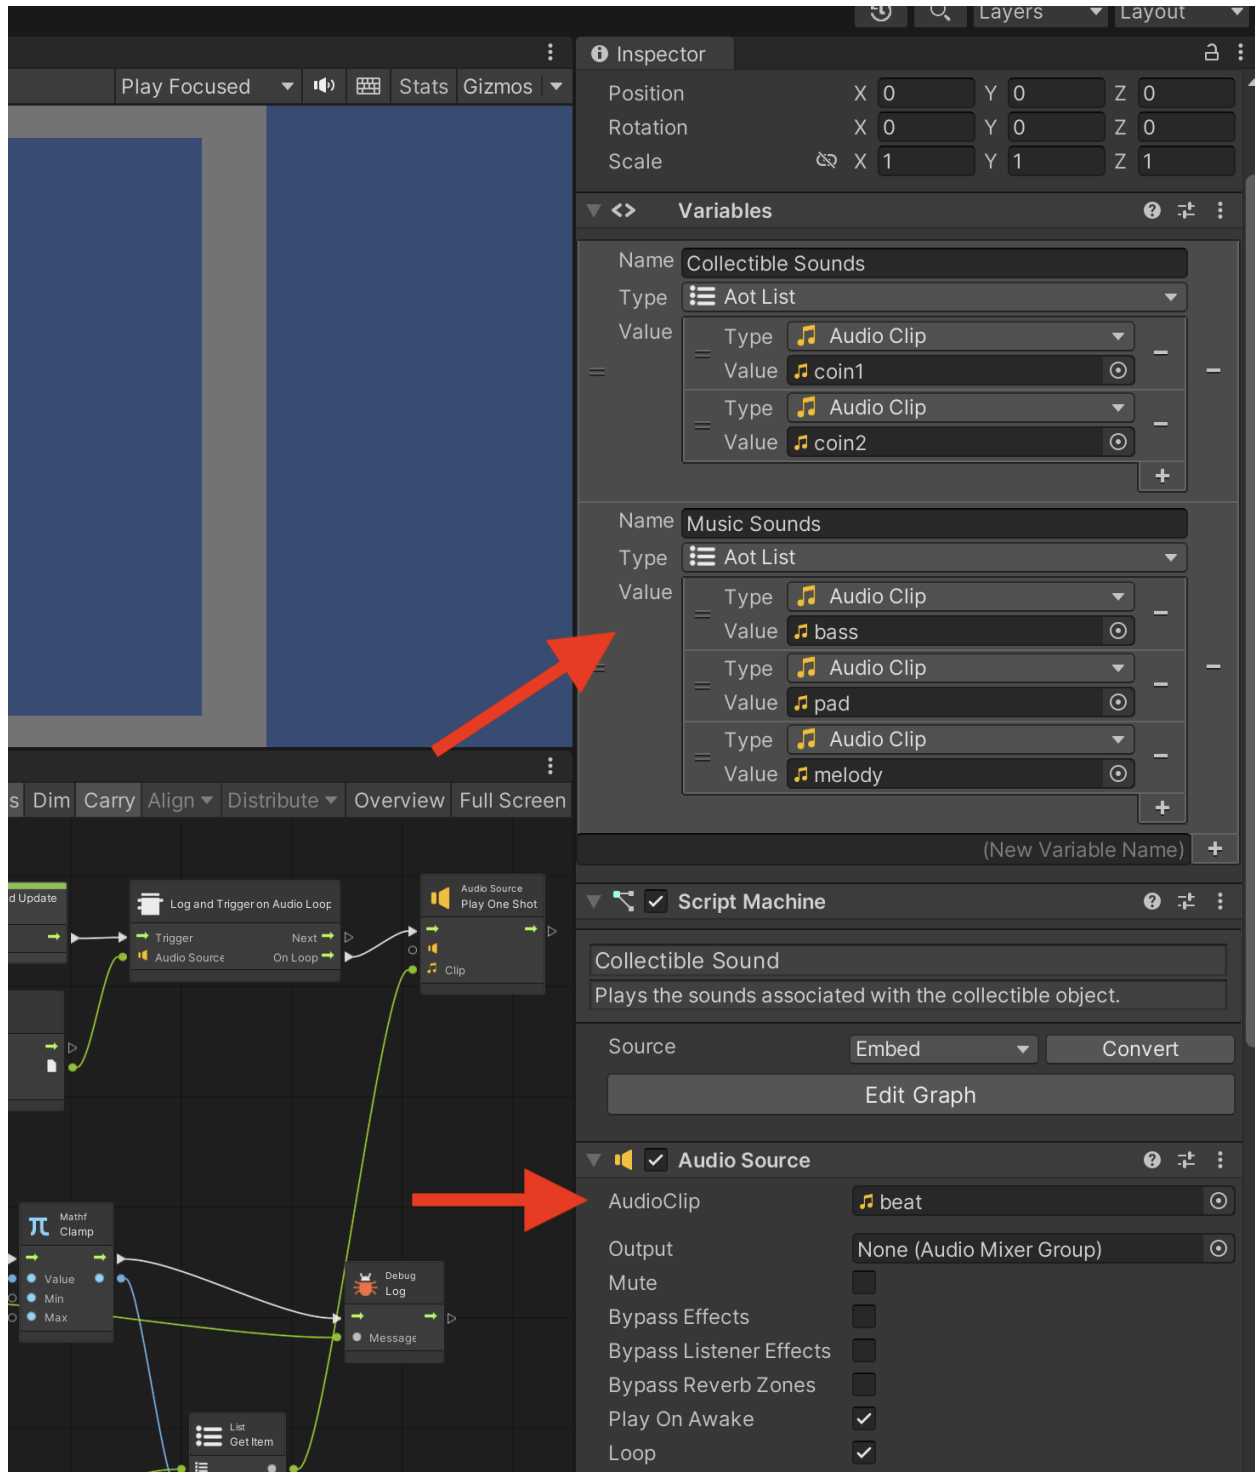 Layers
Layout
Inspector
Play Focused
Stats
Gizmos
Position X 0 Y 0 Z 0
Rotation X 0 Y 0 Z 0
Scale X 1 Y 1 Z 1
Variables
Name Collectible Sounds
Type Aot List
Value
Type Audio Clip
Value coin1
Type Audio Clip
Value coin2
Name Music Sounds
Type Aot List
Value
Type Audio Clip
Value bass
Type Audio Clip
Value pad
Type Audio Clip
Value melody
(New Variable Name)
s Dim Carry Align Distribute Overview Full Screen
d Update
Log and Trigger on Audio Loop
Trigger Next
Audio Source On Loop
Audio Source
Play One Shot
Clip
Mathf
Clamp
Value
Min
Max
Debug
Log
Message
List
Get Item
Script Machine
Collectible Sound
Plays the sounds associated with the collectible object.
Source Embed Convert
Edit Graph
Audio Source
AudioClip beat
Output None (Audio Mixer Group)
Mute
Bypass Effects
Bypass Listener Effects
Bypass Reverb Zones
Play On Awake
Loop